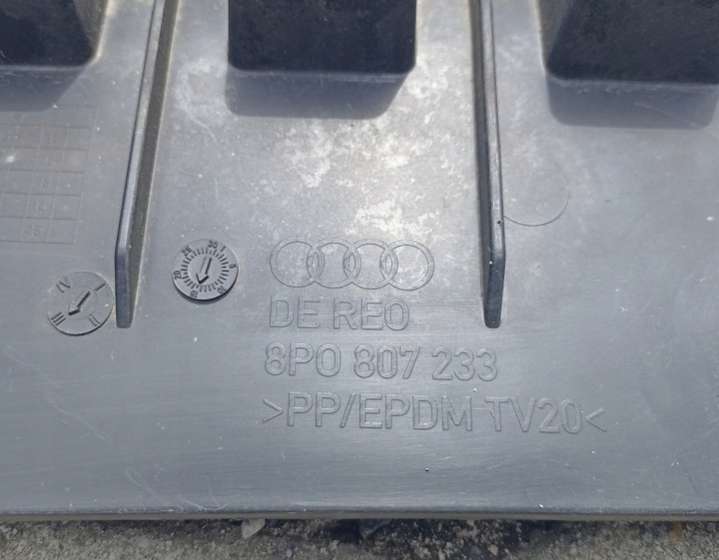 DE REO
8P0 807 233
>PP/EPDM TV20<